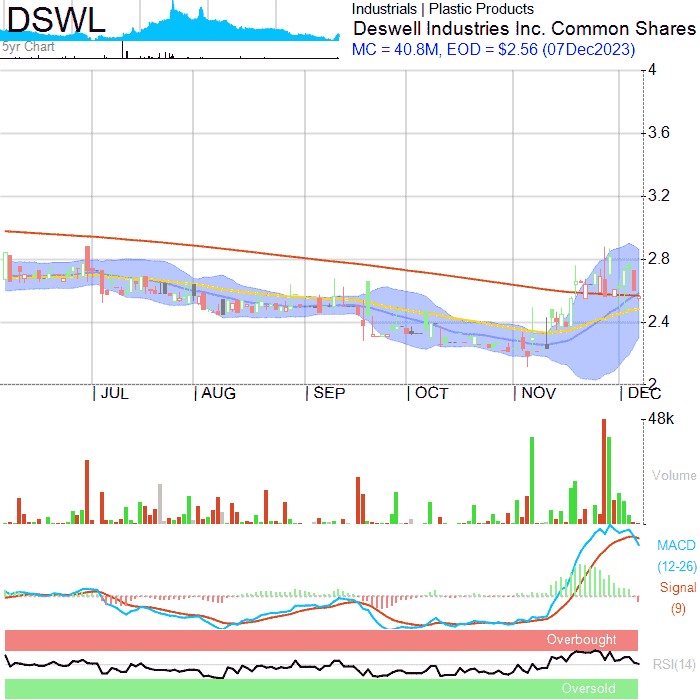 DSWL
5yr Chart
Industrials | Plastic Products
Deswell Industries Inc. Common Shares
MC = 40.8M, EOD = $2.56 (07Dec2023)
4
3.6
3.2
2.8
2.4
2
JUL
AUG
SEP
OCT
NOV
DEC
48K
Volume
MACD
(12-26)
Signal
(9)
Overbought
RSI(14)
Oversold